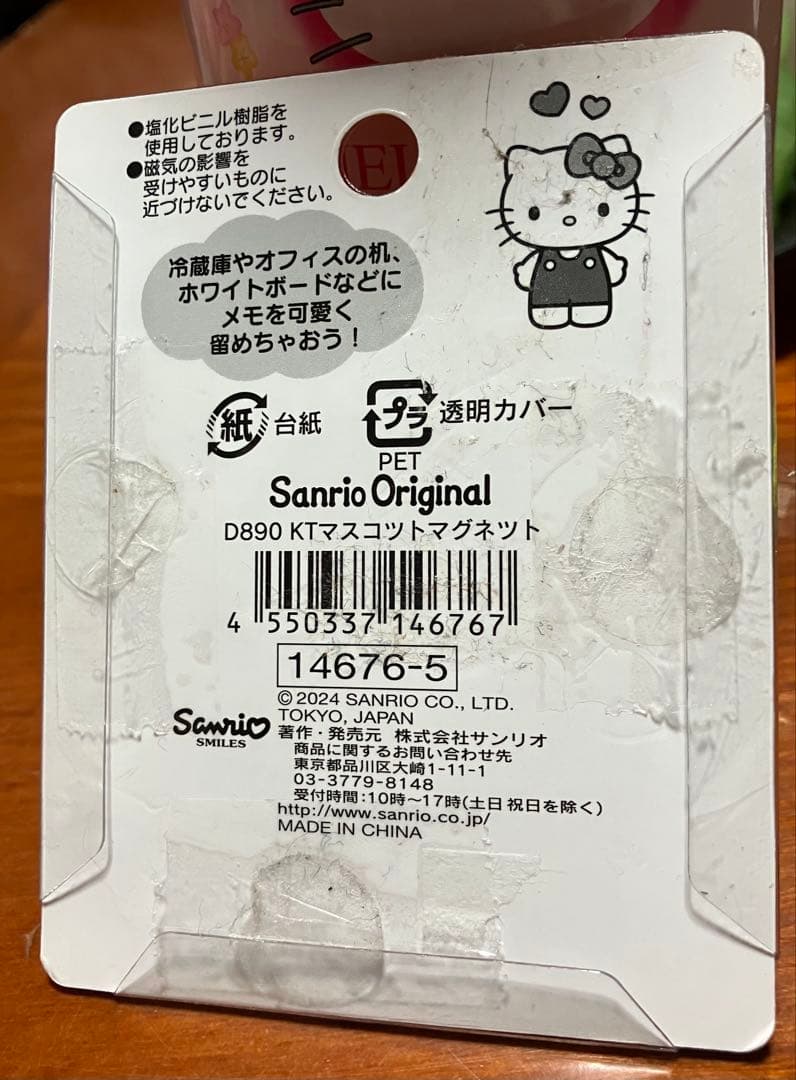 ●塩化ビニル樹脂を
使用しております。
●磁気の影響を
受けやすいものに
近づけないでください。
冷蔵庫やオフィスの机、
ホワイトボードなどに
メモを可愛く
留めちゃおう！
紙 台紙
プラ 透明カバー
PET
Sanrio Original
D890 KTマスコツトマグネツト
4 550337 146767
14676-5
© 2024 SANRIO CO., LTD.
TOKYO, JAPAN
Sanrio
SMILES
著作・発売元 株式会社サンリオ
商品に関するお問い合わせ先
東京都品川区大崎1-11-1
03-3779-8148
受付時間：10時〜17時(土日祝日を除く)
http://www.sanrio.co.jp/
MADE IN CHINA